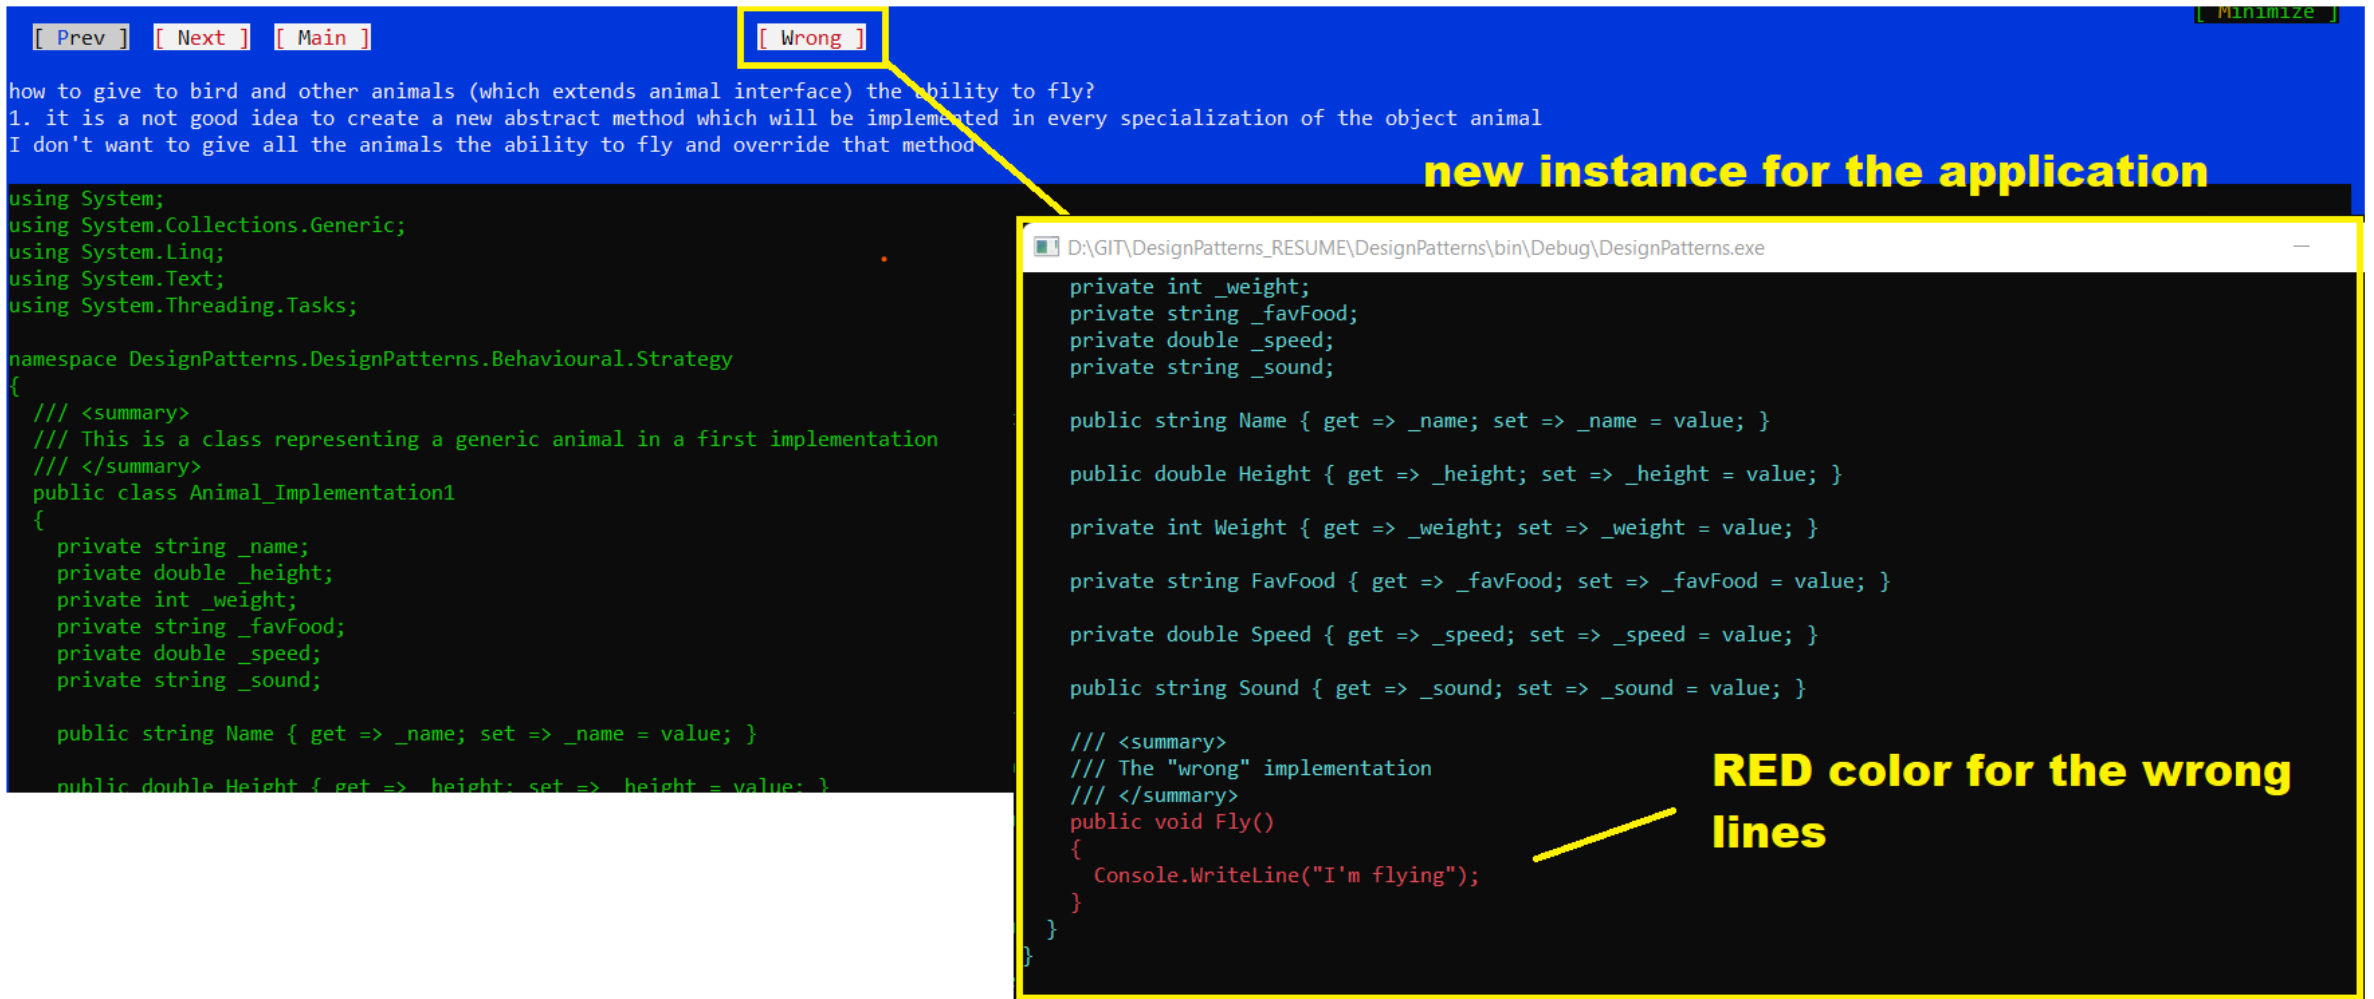 [ Minimize ]
[ Prev ] [ Next ] [ Main ] [ Wrong ]
how to give to bird and other animals (which extends animal interface) the ability to fly?
1. it is a not good idea to create a new abstract method which will be implemented in every specialization of the object animal
I don't want to give all the animals the ability to fly and override that method
using System;
using System.Collections.Generic;
using System.Linq;
using System.Text;
using System.Threading.Tasks;
namespace DesignPatterns.DesignPatterns.Behavioural.Strategy
{
/// <summary>
/// This is a class representing a generic animal in a first implementation
/// </summary>
public class Animal_Implementation1
{
private string _name;
private double _height;
private int _weight;
private string _favFood;
private double _speed;
private string _sound;
public string Name { get => _name; set => _name = value; }
public double Height { get => _height; set => _height = value; }
new instance for the application
D:\GIT\DesignPatterns_RESUME\DesignPatterns\bin\Debug\DesignPatterns.exe
private int _weight;
private string _favFood;
private double _speed;
private string _sound;
public string Name { get => _name; set => _name = value; }
public double Height { get => _height; set => _height = value; }
private int Weight { get => _weight; set => _weight = value; }
private string FavFood { get => _favFood; set => _favFood = value; }
private double Speed { get => _speed; set => _speed = value; }
public string Sound { get => _sound; set => _sound = value; }
/// <summary>
/// The "wrong" implementation
/// </summary>
public void Fly()
{
Console.WriteLine("I'm flying");
}
}
}
RED color for the wrong
lines